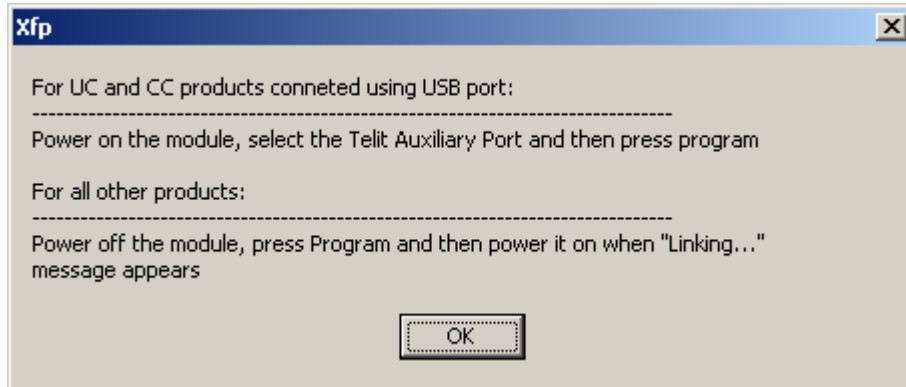 Xfp
For UC and CC products conneted using USB port:
--------------------------------------------------------------------------------
Power on the module, select the Telit Auxiliary Port and then press program
For all other products:
--------------------------------------------------------------------------------
Power off the module, press Program and then power it on when "Linking..."
message appears
OK